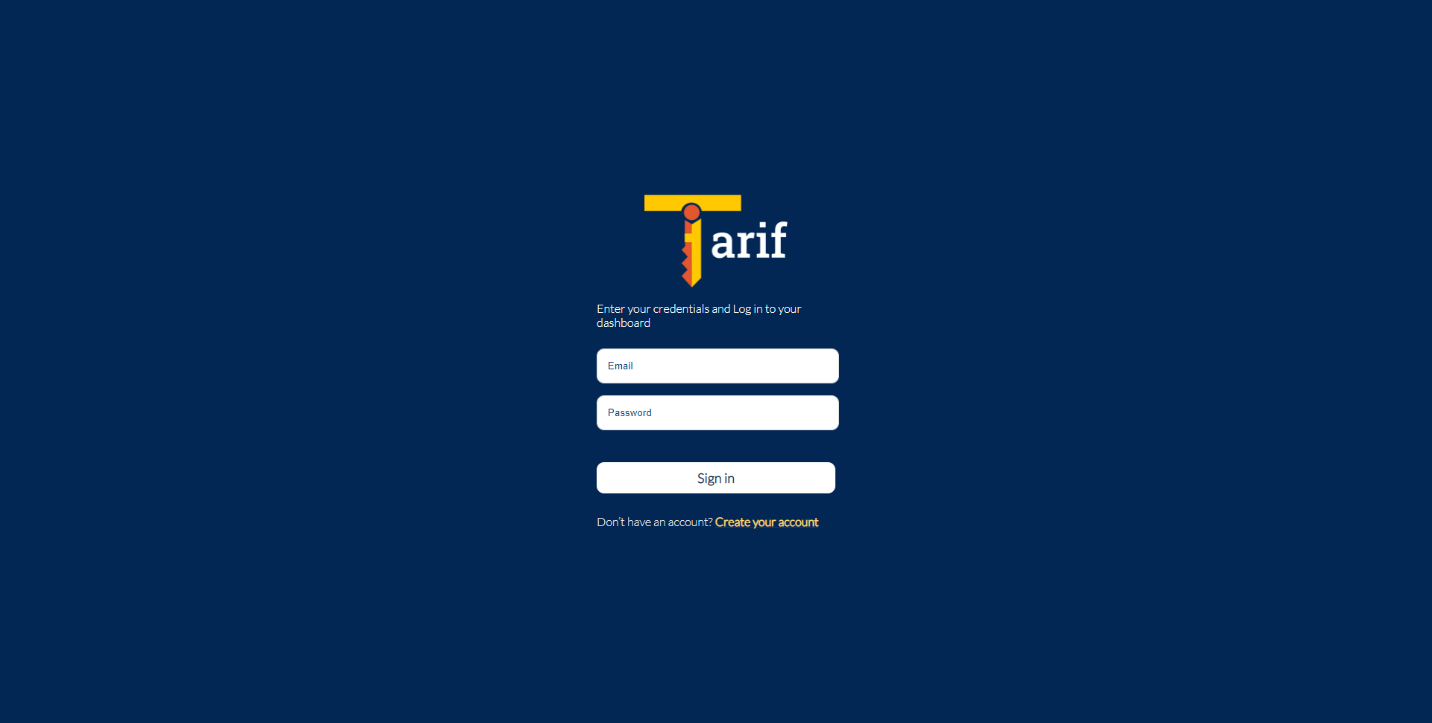 Tarif
Enter your credentials and Log in to your
dashboard
Email
Password
Sign in
Don't have an account? Create your account